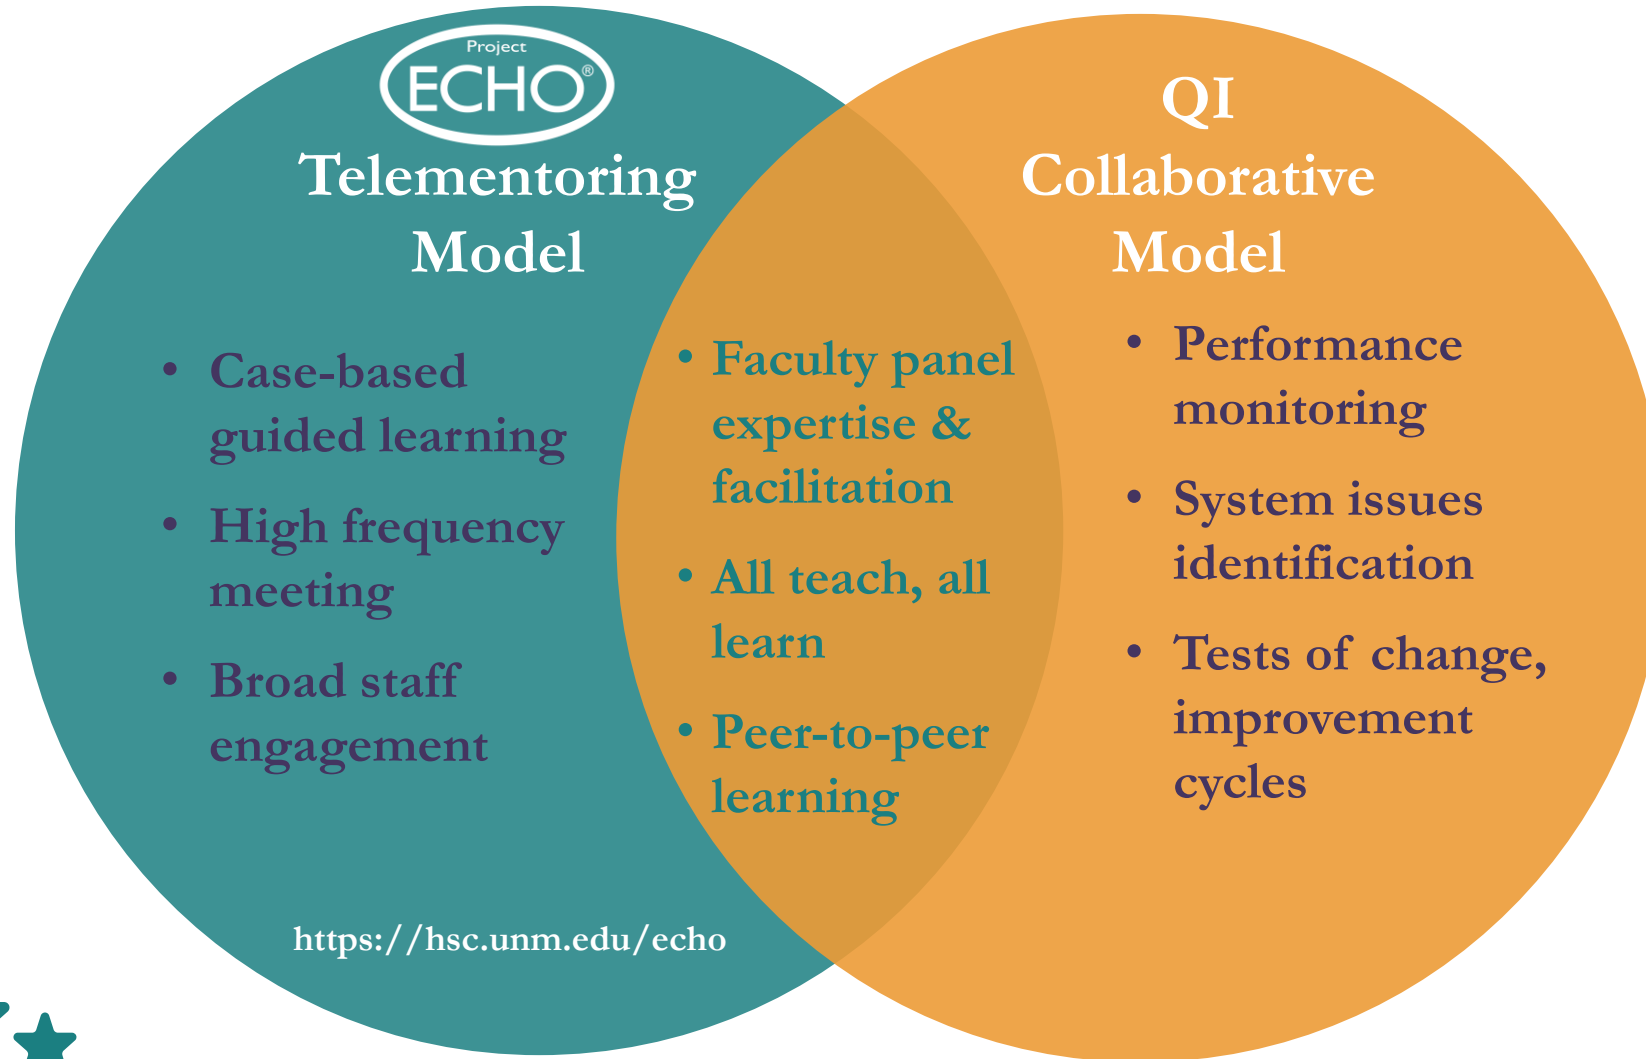 Project
ECHO®
Telementoring
Model
• Case-based
guided learning
• High frequency
meeting
• Broad staff
engagement
https://hsc.unm.edu/echo
• Faculty panel
expertise &
facilitation
• All teach, all
learn
• Peer-to-peer
learning
QI
Collaborative
Model
• Performance
monitoring
• System issues
identification
• Tests of change,
improvement
cycles